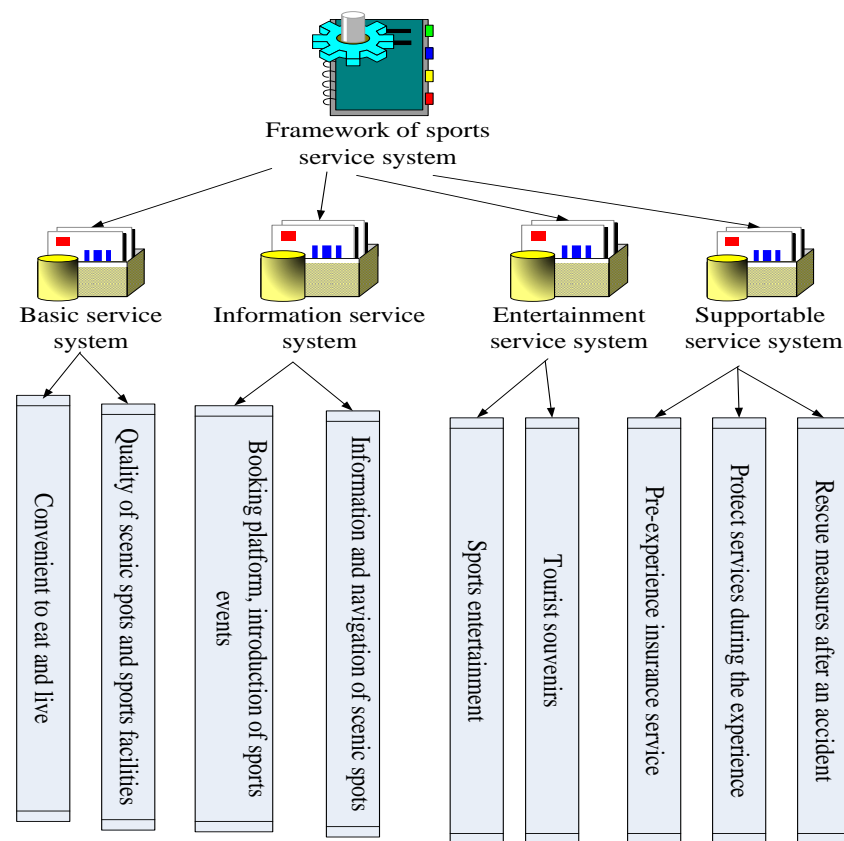 Framework of sports
service system
Basic service
system
Information service
system
Entertainment
service system
Supportable
service system
Convenient to eat and live
Quality of scenic spots and sports facilities
Booking platform, introduction of sports
events
Information and navigation of scenic spots
Sports entertainment
Tourist souvenirs
Pre-experience insurance service
Protect services during the experience
Rescue measures after an accident